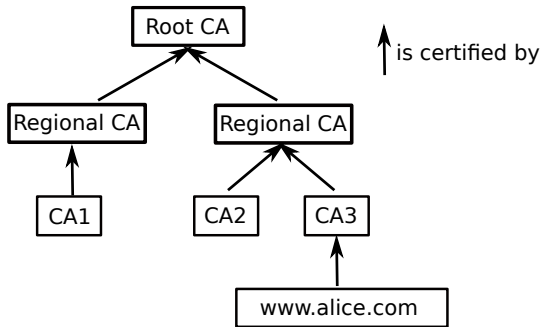 Root CA
is certified by
Regional CA
Regional CA
CA1
CA2
CA3
www.alice.com